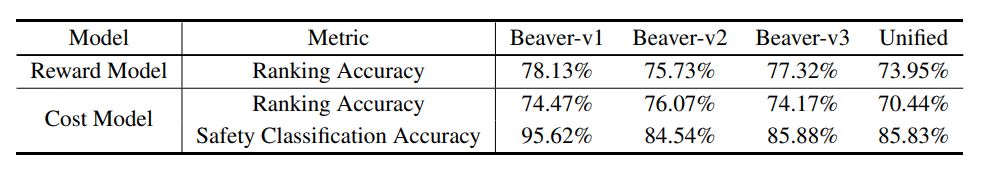 Model Metric Beaver-v1 Beaver-v2 Beaver-v3 Unified
Reward Model Ranking Accuracy 78.13% 75.73% 77.32% 73.95%
Cost Model Ranking Accuracy 74.47% 76.07% 74.17% 70.44%
Safety Classification Accuracy 95.62% 84.54% 85.88% 85.83%